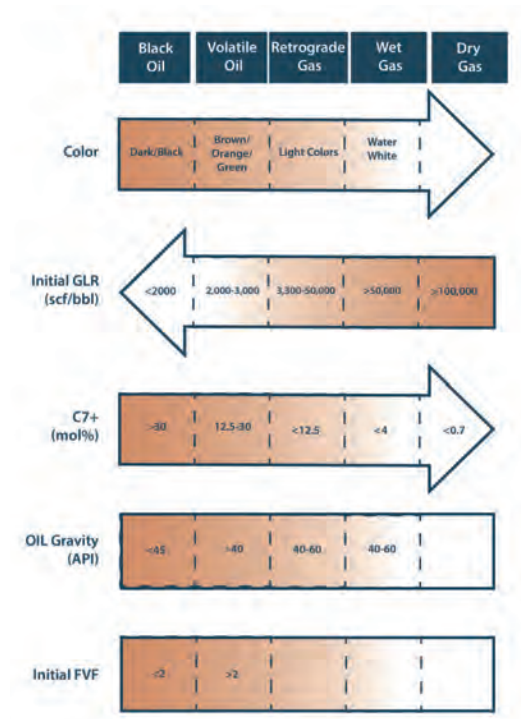 Black Oil
Volatile Oil
Retrograde Gas
Wet Gas
Dry Gas
Color
Dark/Black
Brown/
Orange/
Green
Light Colors
Water
White
Initial GLR
(scf/bbl)
<2000
2,000-3,000
3,300-50,000
>50,000
>100,000
C7+
(mol%)
>30
12.5-30
<12.5
<4
<0.7
OIL Gravity
(API)
<45
>40
40-60
40-60
Initial FVF
<2
>2